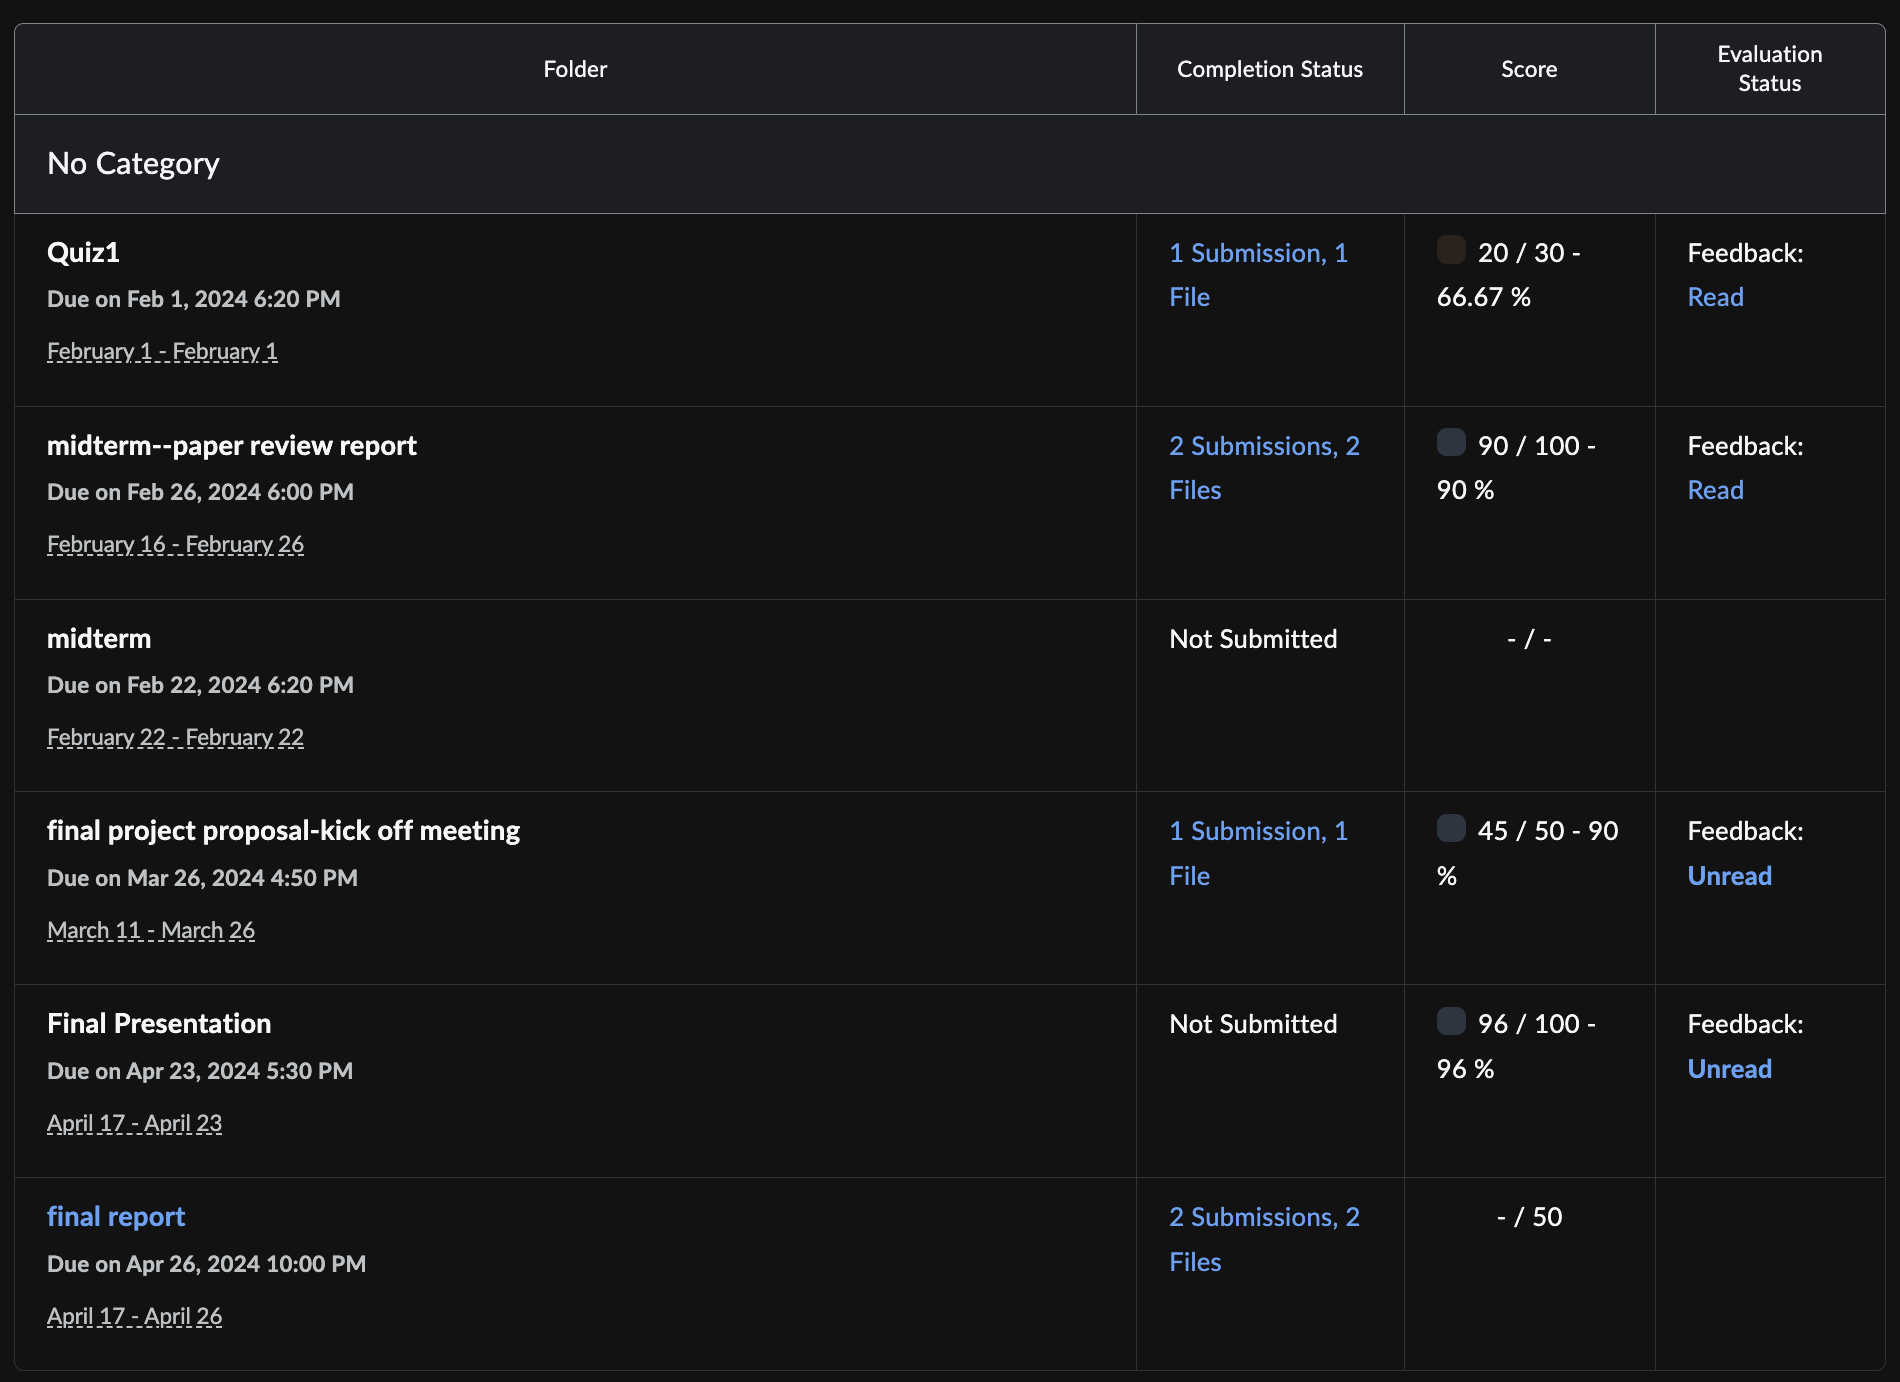 Folder
Completion Status
Score
Evaluation
Status
No Category
Quiz1
Due on Feb 1, 2024 6:20 PM
February 1 - February 1
1 Submission, 1
File
20 / 30 -
66.67 %
Feedback:
Read
midterm--paper review report
Due on Feb 26, 2024 6:00 PM
February 16 - February 26
2 Submissions, 2
Files
90 / 100 -
90 %
Feedback:
Read
midterm
Due on Feb 22, 2024 6:20 PM
February 22 - February 22
Not Submitted
- / -
final project proposal-kick off meeting
Due on Mar 26, 2024 4:50 PM
March 11 - March 26
1 Submission, 1
File
45 / 50 - 90
%
Feedback:
Unread
Final Presentation
Due on Apr 23, 2024 5:30 PM
April 17 - April 23
Not Submitted
96 / 100 -
96 %
Feedback:
Unread
final report
Due on Apr 26, 2024 10:00 PM
April 17 - April 26
2 Submissions, 2
Files
- / 50